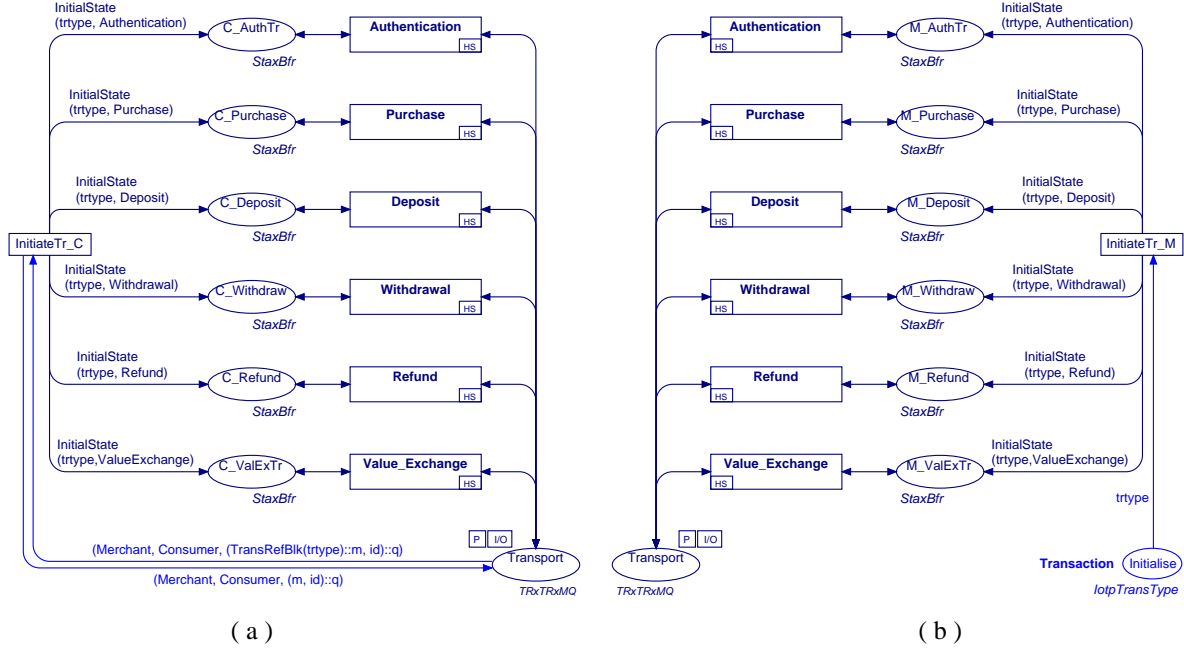 InitialState
(trtype, Authentication)
C_AuthTr
Authentication
HS
StaxBfr
InitialState
(trtype, Purchase)
C_Purchase
Purchase
HS
StaxBfr
InitialState
(trtype, Deposit)
C_Deposit
Deposit
HS
StaxBfr
InitiateTr_C
InitialState
(trtype, Withdrawal)
C_Withdraw
Withdrawal
HS
StaxBfr
InitialState
(trtype, Refund)
C_Refund
Refund
HS
StaxBfr
InitialState
(trtype,ValueExchange)
C_ValExTr
Value_Exchange
HS
StaxBfr
P I/O
(Merchant, Consumer, (TransRefBlk(trtype)::m, id)::q)
Transport
(Merchant, Consumer, (m, id)::q)
TRxTRxMQ
( a )
InitialState
(trtype, Authentication)
Authentication
HS
M_AuthTr
StaxBfr
InitialState
(trtype, Purchase)
Purchase
HS
M_Purchase
StaxBfr
InitialState
(trtype, Deposit)
Deposit
HS
M_Deposit
StaxBfr
InitiateTr_M
InitialState
(trtype, Withdrawal)
Withdrawal
HS
M_Withdraw
StaxBfr
InitialState
(trtype, Refund)
Refund
HS
M_Refund
StaxBfr
InitialState
(trtype,ValueExchange)
Value_Exchange
HS
M_ValExTr
StaxBfr
trtype
P I/O
Transport
TRxTRxMQ
Transaction Initialise
IotpTransType
( b )